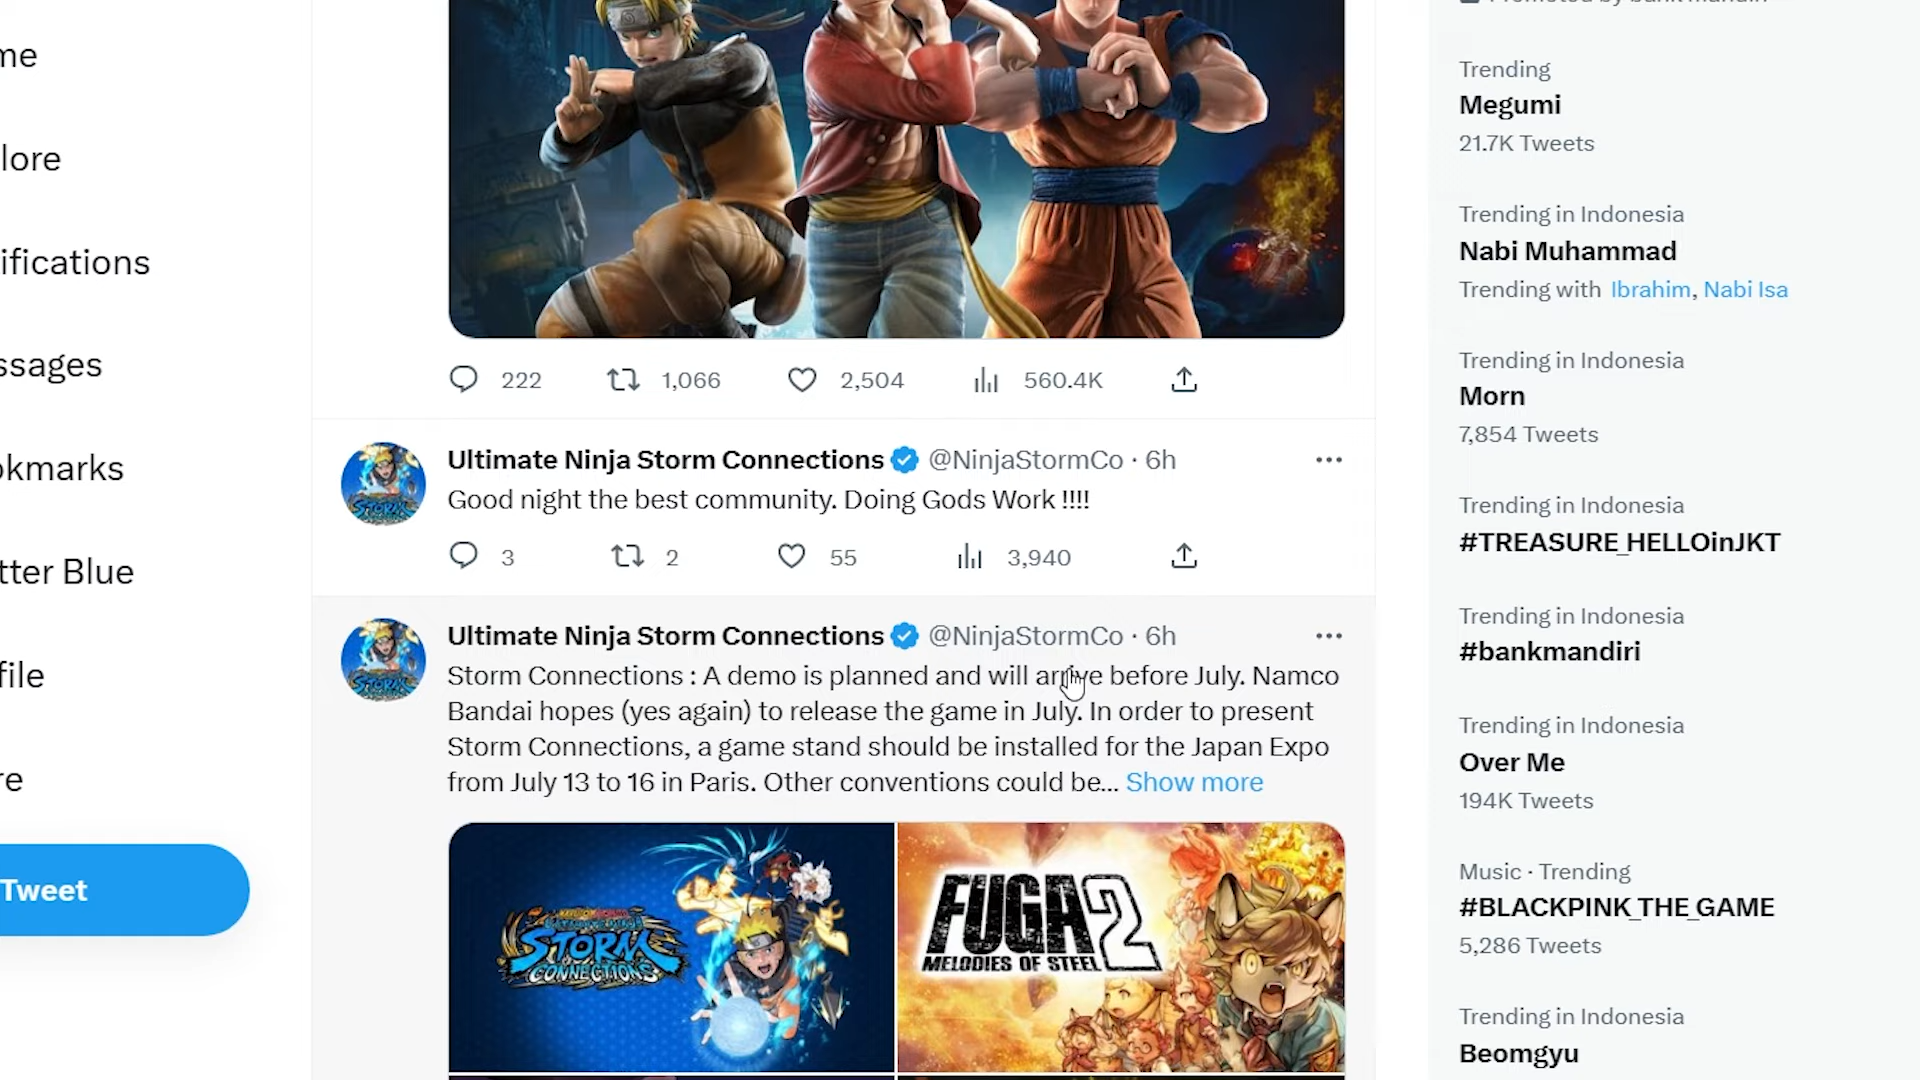 me
lore
ifications
ssages
okmarks
tter Blue
file
re
Tweet
222 1,066 2,504 560.4K
Ultimate Ninja Storm Connections @NinjaStormCo · 6h
Good night the best community. Doing Gods Work !!!!
3 2 55 3,940
Ultimate Ninja Storm Connections @NinjaStormCo · 6h
Storm Connections : A demo is planned and will arrive before July. Namco
Bandai hopes (yes again) to release the game in July. In order to present
Storm Connections, a game stand should be installed for the Japan Expo
from July 13 to 16 in Paris. Other conventions could be... Show more
STORM
CONNECTIONS
FUGA 2
MELODIES OF STEEL
Promoted by bank mandiri
Trending
Megumi
21.7K Tweets
Trending in Indonesia
Nabi Muhammad
Trending with Ibrahim, Nabi Isa
Trending in Indonesia
Morn
7,854 Tweets
Trending in Indonesia
#TREASURE_HELLOinJKT
Trending in Indonesia
#bankmandiri
Trending in Indonesia
Over Me
194K Tweets
Music · Trending
#BLACKPINK_THE_GAME
5,286 Tweets
Trending in Indonesia
Beomgyu